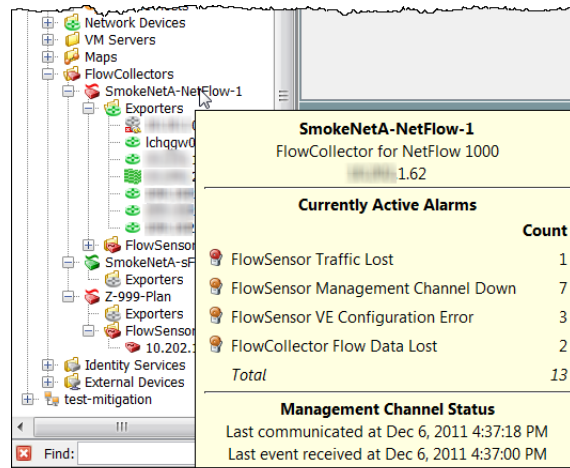 Network Devices
VM Servers
Maps
FlowCollectors
SmokeNetA-NetFlow-1
Exporters
lchqgw0
FlowSensor
SmokeNetA-sF
Exporters
Z-999-Plan
Exporters
FlowSensor
10.202.1
Identity Services
External Devices
test-mitigation
Find:
SmokeNetA-NetFlow-1
FlowCollector for NetFlow 1000
.1.62
Currently Active Alarms
Count
FlowSensor Traffic Lost 1
FlowSensor Management Channel Down 7
FlowSensor VE Configuration Error 3
FlowCollector Flow Data Lost 2
Total 13
Management Channel Status
Last communicated at Dec 6, 2011 4:37:18 PM
Last event received at Dec 6, 2011 4:37:00 PM